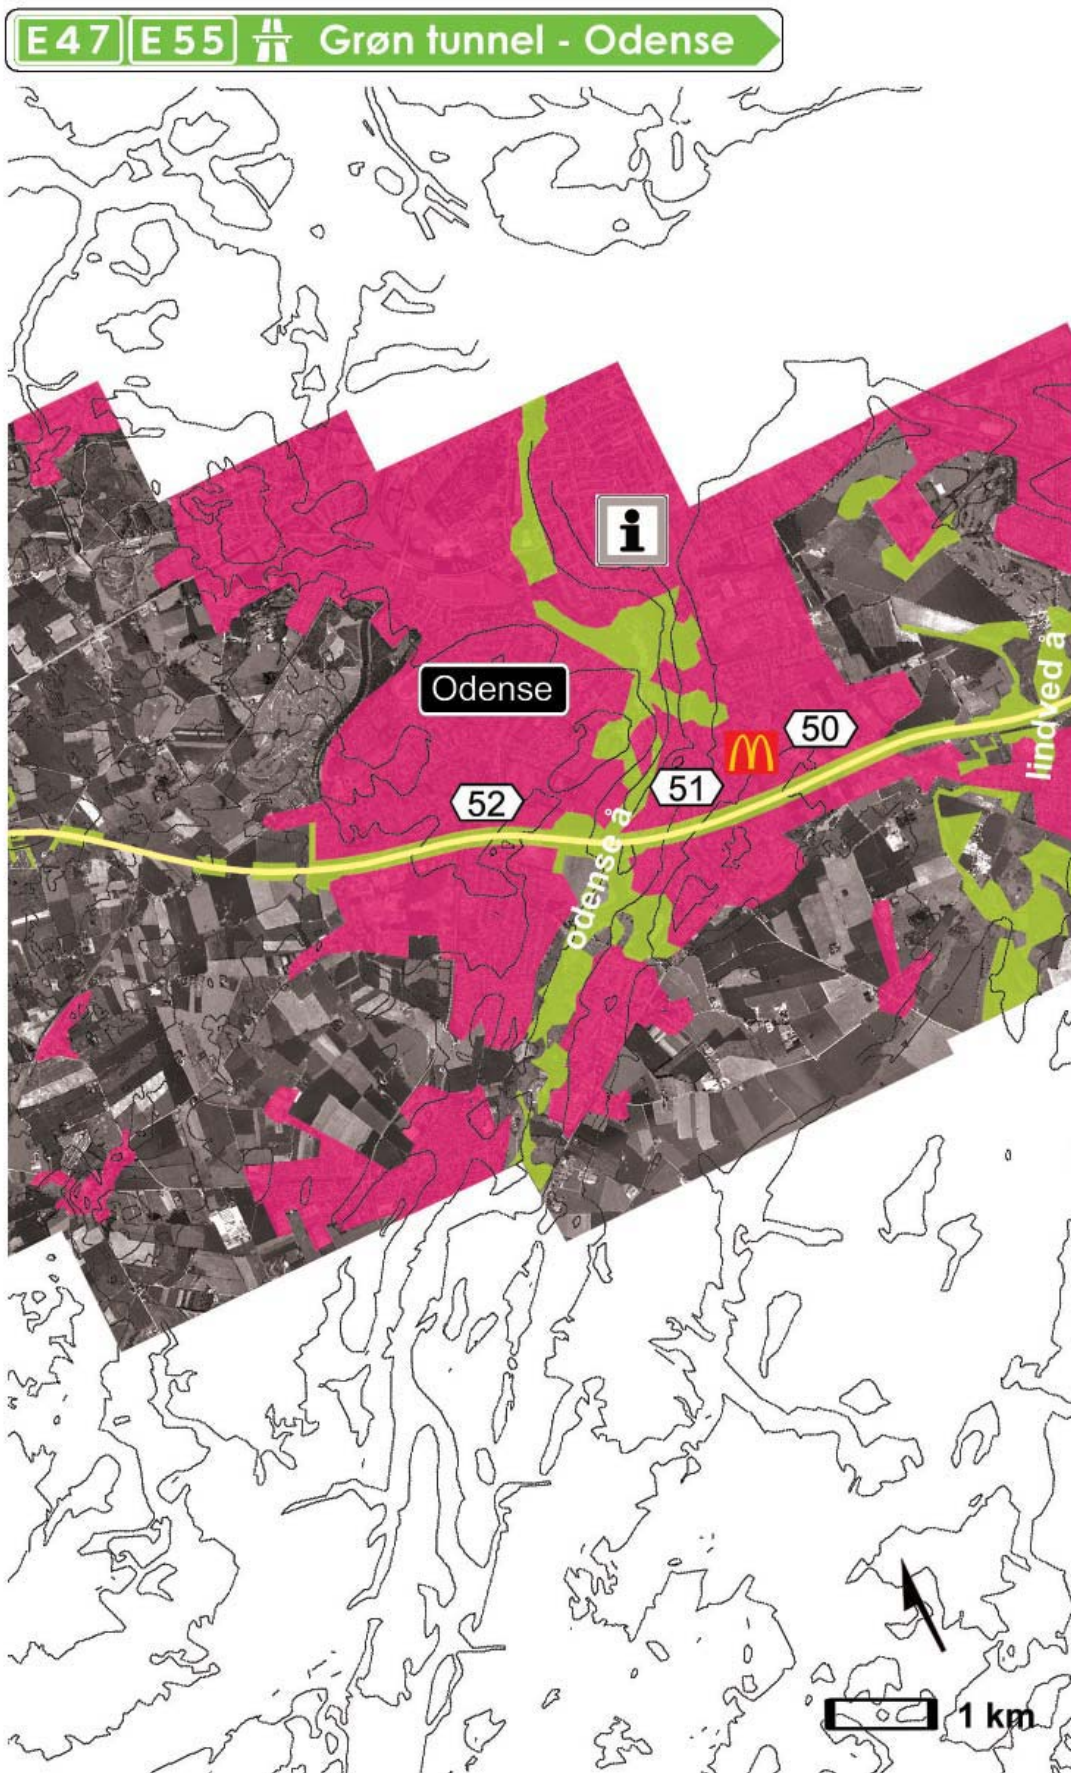 E47 E55 Grøn tunnel - Odense
i
Odense
lindved å
50
51
52
odense å
1 km